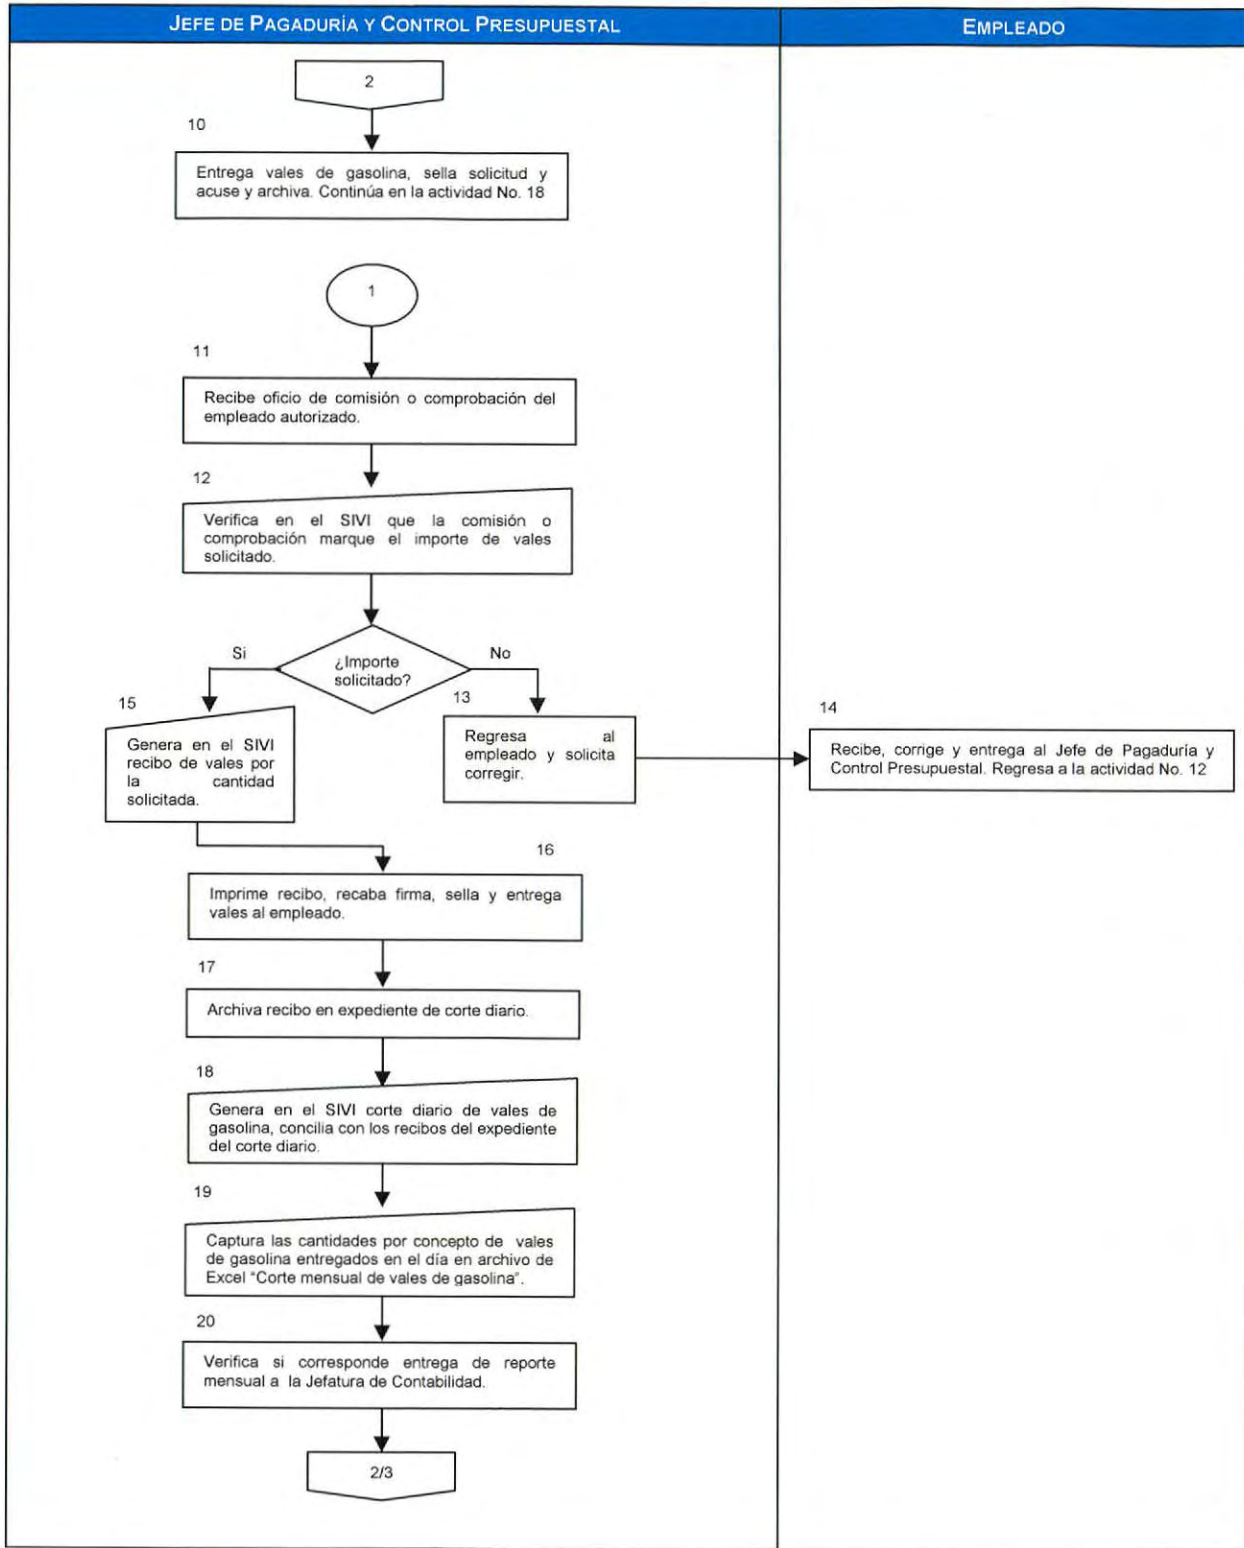 JEFE DE PAGADURÍA Y CONTROL PRESUPUESTAL
EMPLEADO
2
10
Entrega vales de gasolina, sella solicitud y
acuse y archiva. Continúa en la actividad No. 18
1
11
Recibe oficio de comisión o comprobación del
empleado autorizado.
12
Verifica en el SIVI que la comisión o
comprobación marque el importe de vales
solicitado.
¿Importe
solicitado?
Si
No
15
Genera en el SIVI
recibo de vales por
la cantidad
solicitada.
13
Regresa al
empleado y solicita
corregir.
14
Recibe, corrige y entrega al Jefe de Pagaduría y
Control Presupuestal. Regresa a la actividad No. 12
16
Imprime recibo, recaba firma, sella y entrega
vales al empleado.
17
Archiva recibo en expediente de corte diario.
18
Genera en el SIVI corte diario de vales de
gasolina, concilia con los recibos del expediente
del corte diario.
19
Captura las cantidades por concepto de vales
de gasolina entregados en el día en archivo de
Excel "Corte mensual de vales de gasolina".
20
Verifica si corresponde entrega de reporte
mensual a la Jefatura de Contabilidad.
2/3